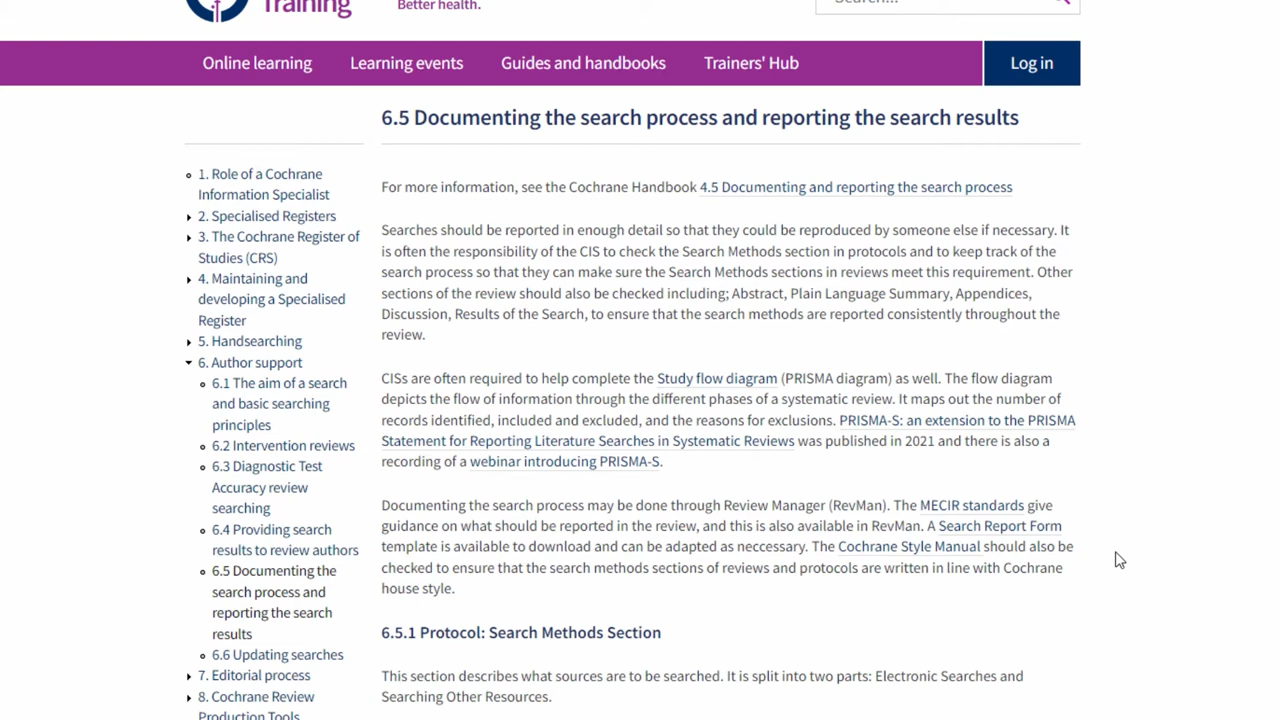 Training
Better health.
Search...
Online learning
Learning events
Guides and handbooks
Trainers' Hub
Log in
1. Role of a Cochrane
Information Specialist
2. Specialised Registers
3. The Cochrane Register of
Studies (CRS)
4. Maintaining and
developing a Specialised
Register
5. Handsearching
6. Author support
6.1 The aim of a search
and basic searching
principles
6.2 Intervention reviews
6.3 Diagnostic Test
Accuracy review
searching
6.4 Providing search
results to review authors
6.5 Documenting the
search process and
reporting the search
results
6.6 Updating searches
7. Editorial process
8. Cochrane Review
Production Tools
6.5 Documenting the search process and reporting the search results
For more information, see the Cochrane Handbook 4.5 Documenting and reporting the search process
Searches should be reported in enough detail so that they could be reproduced by someone else if necessary. It
is often the responsibility of the CIS to check the Search Methods section in protocols and to keep track of the
search process so that they can make sure the Search Methods sections in reviews meet this requirement. Other
sections of the review should also be checked including; Abstract, Plain Language Summary, Appendices,
Discussion, Results of the Search, to ensure that the search methods are reported consistently throughout the
review.
CISs are often required to help complete the Study flow diagram (PRISMA diagram) as well. The flow diagram
depicts the flow of information through the different phases of a systematic review. It maps out the number of
records identified, included and excluded, and the reasons for exclusions. PRISMA-S: an extension to the PRISMA
Statement for Reporting Literature Searches in Systematic Reviews was published in 2021 and there is also a
recording of a webinar introducing PRISMA-S.
Documenting the search process may be done through Review Manager (RevMan). The MECIR standards give
guidance on what should be reported in the review, and this is also available in RevMan. A Search Report Form
template is available to download and can be adapted as neccessary. The Cochrane Style Manual should also be
checked to ensure that the search methods sections of reviews and protocols are written in line with Cochrane
house style.
6.5.1 Protocol: Search Methods Section
This section describes what sources are to be searched. It is split into two parts: Electronic Searches and
Searching Other Resources.